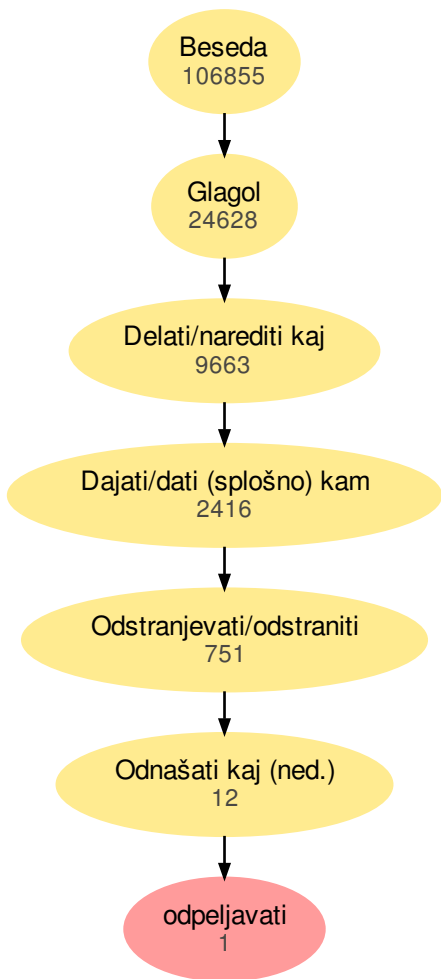 Beseda
106855
Glagol
24628
Delati/narediti kaj
9663
Dajati/dati (splošno) kam
2416
Odstranjevati/odstraniti
751
Odnašati kaj (ned.)
12
odpeljavati
1